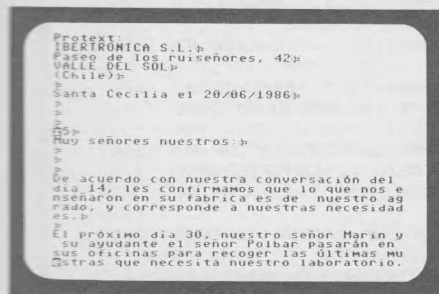 Protext:
IBERTRONICA S.L.
Paseo de los ruiseñores, 42
VALLE DEL SOL
(Chile)
Santa Cecilia el 20/06/1986
5
Muy señores nuestros:
De acuerdo con nuestra conversación del
dia 14, les confirmamos que lo que nos e
nseñaron en su fabrica es de nuestro ag
rado, y corresponde a nuestras necesidad
es.
El próximo dia 30, nuestro señor Marin y
su ayudante el señor Polbar pasarán en
sus oficinas para recoger las últimas mu
stras que necesita nuestro laboratorio.